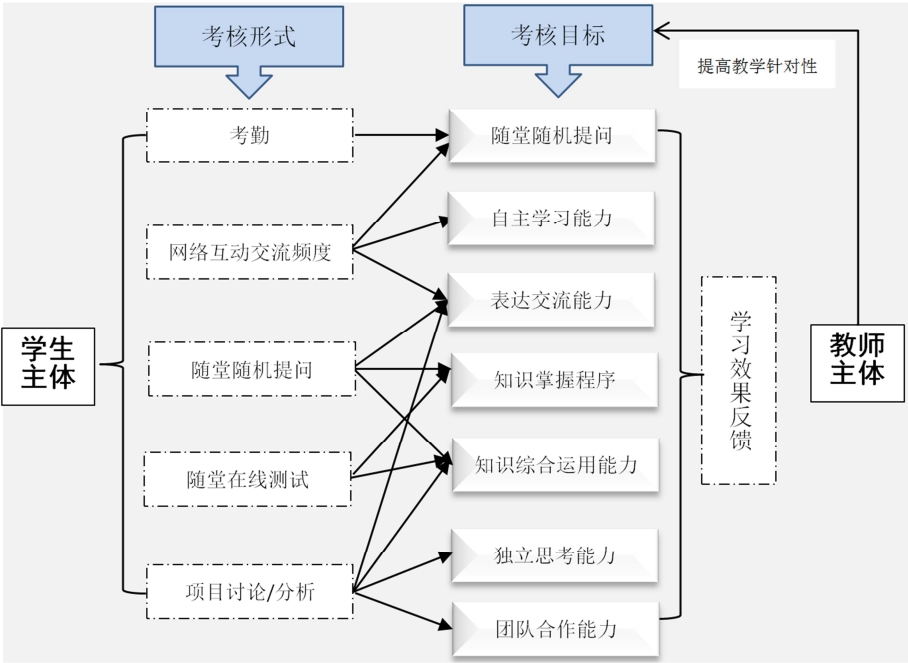 考核形式
考核目标
提高教学针对性
考勤
随堂随机提问
自主学习能力
网络互动交流频度
表达交流能力
学生
主体
随堂随机提问
知识掌握程序
学习效果反馈
教师
主体
随堂在线测试
知识综合运用能力
独立思考能力
项目讨论/分析
团队合作能力